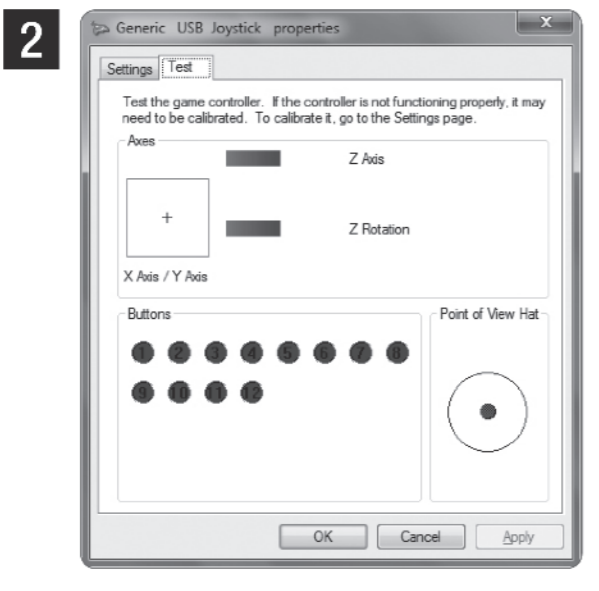 2
Generic USB Joystick properties
X
Settings Test
Test the game controller. If the controller is not functioning properly, it may
need to be calibrated. To calibrate it, go to the Settings page.
Axes
Z Axis
Z Rotation
X Axis / Y Axis
Buttons
1 2 3 4 5 6 7 8
9 10 11 12
Point of View Hat
OK Cancel Apply